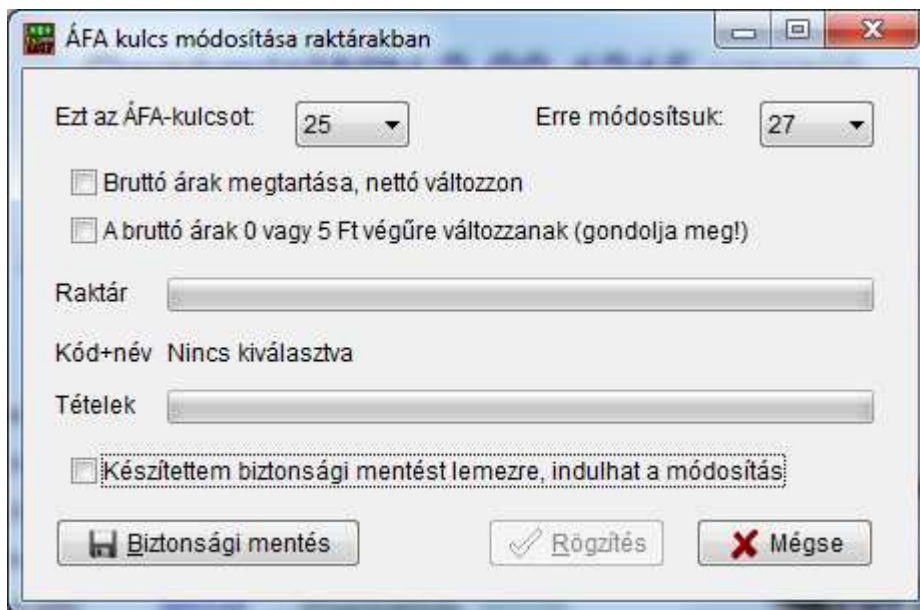 ÁFA kulcs módosítása raktárakban
Ezt az ÁFA-kulcsot: 25 Erre módosítsuk: 27
Bruttó árak megtartása, nettó változzon
A bruttó árak 0 vagy 5 Ft végűre változzanak (gondolja meg!)
Raktár
Kód+név Nincs kiválasztva
Tételek
Készítettem biztonsági mentést lemezre, indulhat a módosítás
Biztonsági mentés Rögzítés Mégse